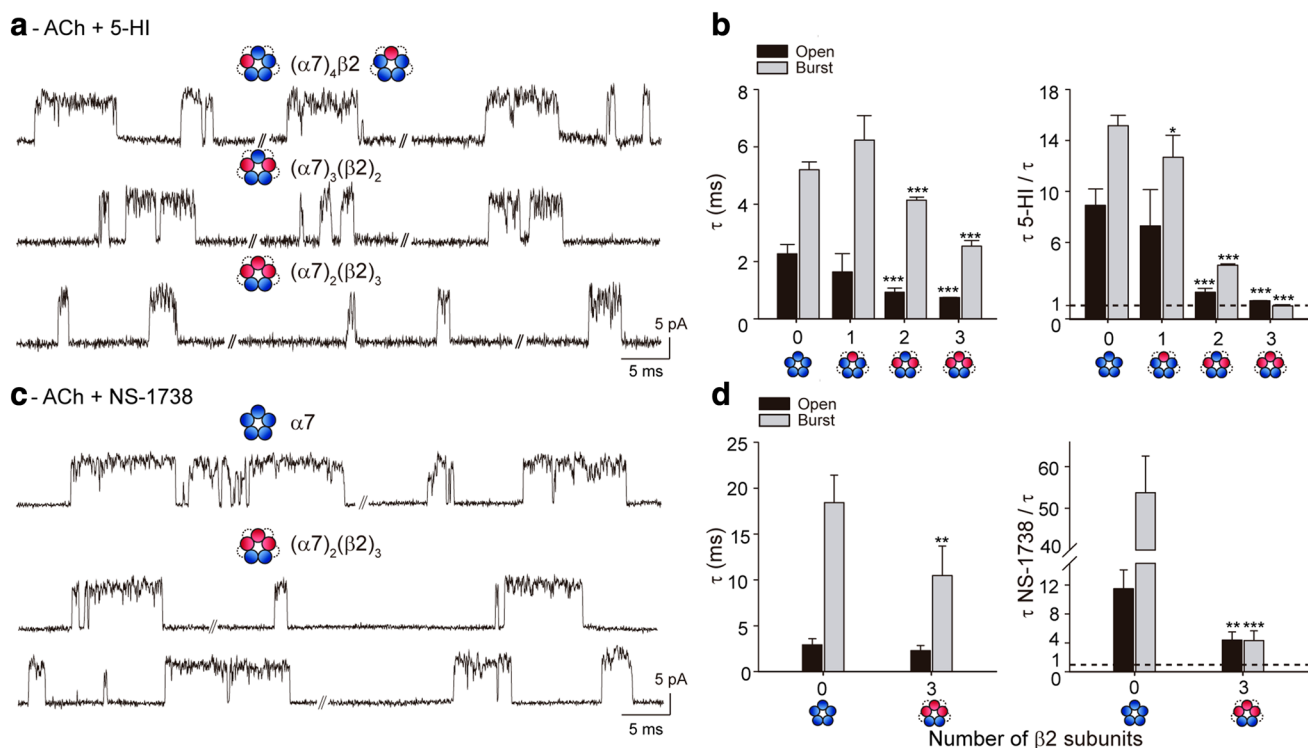 a - ACh + 5-HI
(α7)₄β2
(α7)₃(β2)₂
(α7)₂(β2)₃
5 pA
5 ms
b
Open
Burst
τ (ms)
8
6
4
2
0
*** *** *** ***
0 1 2 3
τ 5-HI / τ
18
14
10
6
1
0
* *** *** *** ***
0 1 2 3
c - ACh + NS-1738
α7
(α7)₂(β2)₃
5 pA
5 ms
d
Open
Burst
τ (ms)
25
20
15
10
5
0
**
0 3
τ NS-1738 / τ
60
50
40
12
8
4
1
0
** ***
0 3
Number of β2 subunits